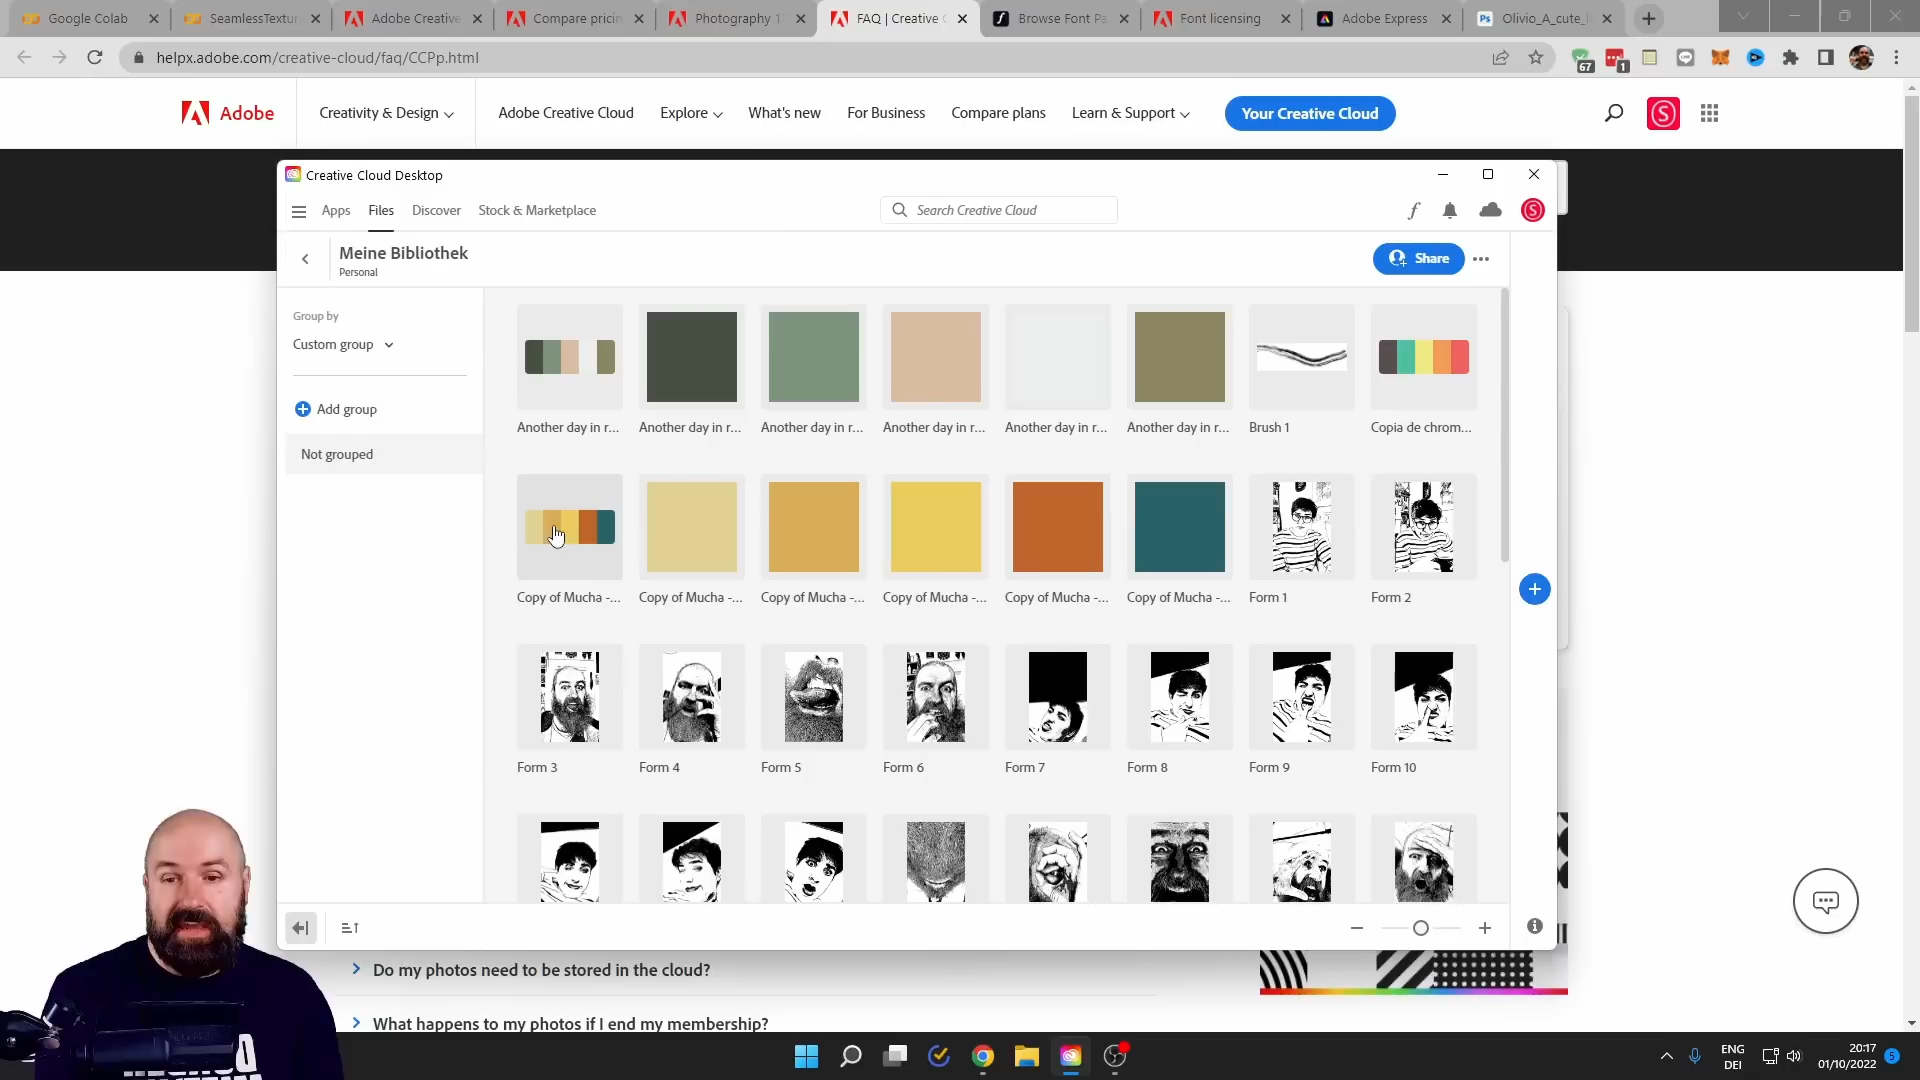 Google Colab
SeamlessTextur
Adobe Creative
Compare pricin
Photography 1
FAQ | Creative C
Browse Font Pa
Font licensing
Adobe Express
Olivio_A_cute_
helpx.adobe.com/creative-cloud/faq/CCPp.html
67
1
Adobe
Creativity & Design
Adobe Creative Cloud
Explore
What's new
For Business
Compare plans
Learn & Support
Your Creative Cloud
Creative Cloud Desktop
Apps
Files
Discover
Stock & Marketplace
Search Creative Cloud
Meine Bibliothek
Personal
Share
Group by
Custom group
Add group
Not grouped
Another day in r...
Another day in r...
Another day in r...
Another day in r...
Another day in r...
Another day in r...
Brush 1
Copia de chrom...
Copy of Mucha -...
Copy of Mucha -...
Copy of Mucha -...
Copy of Mucha -...
Copy of Mucha -...
Copy of Mucha -...
Form 1
Form 2
Form 3
Form 4
Form 5
Form 6
Form 7
Form 8
Form 9
Form 10
Do my photos need to be stored in the cloud?
What happens to my photos if I end my membership?
ENG
DEI
20:17
01/10/2022
5